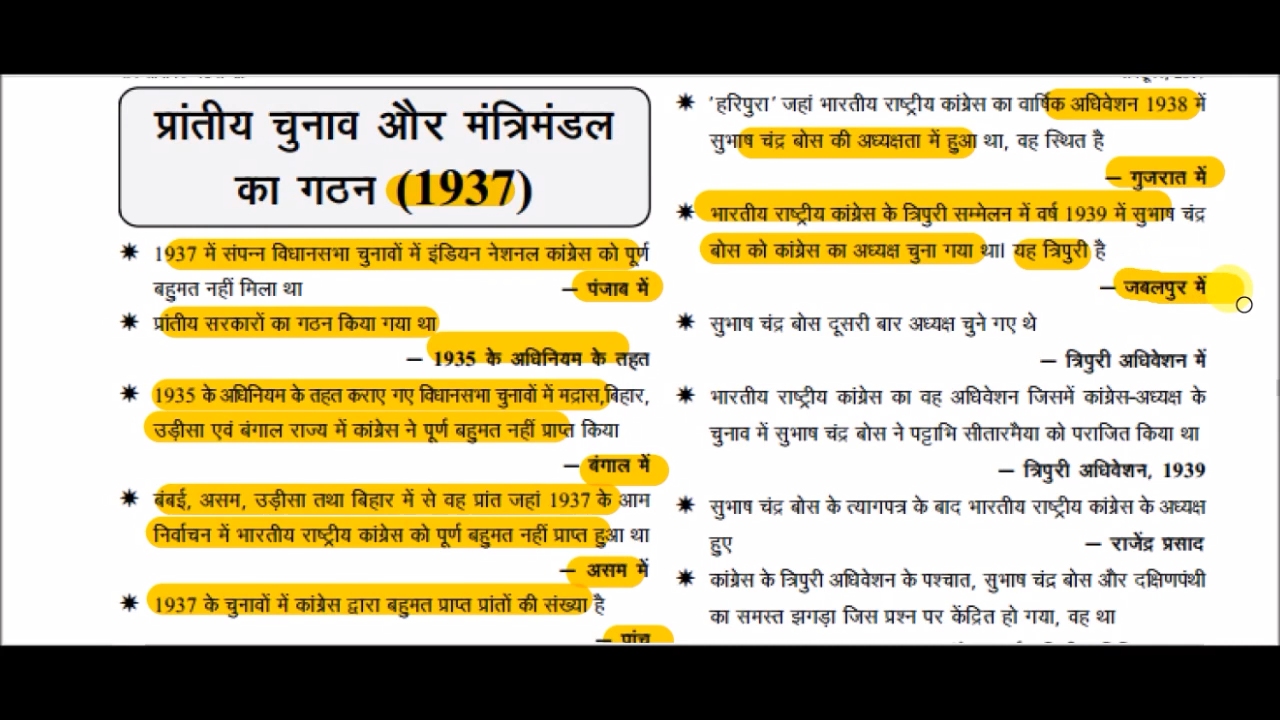 प्रांतीय चुनाव और मंत्रिमंडल
का गठन (1937)
✷ 1937 में संपन्न विधानसभा चुनावों में इंडियन नेशनल कांग्रेस को पूर्ण
बहुमत नहीं मिला था – पंजाब में
✷ प्रांतीय सरकारों का गठन किया गया था
– 1935 के अधिनियम के तहत
✷ 1935 के अधिनियम के तहत कराए गए विधानसभा चुनावों में मद्रास,बिहार,
उड़ीसा एवं बंगाल राज्य में कांग्रेस ने पूर्ण बहुमत नहीं प्राप्त किया
– बंगाल में
✷ बंबई, असम, उड़ीसा तथा बिहार में से वह प्रांत जहां 1937 के आम
निर्वाचन में भारतीय राष्ट्रीय कांग्रेस को पूर्ण बहुमत नहीं प्राप्त हुआ था
– असम में
✷ 1937 के चुनावों में कांग्रेस द्वारा बहुमत प्राप्त प्रांतों की संख्या है
– पांच
✷ 'हरिपुरा' जहां भारतीय राष्ट्रीय कांग्रेस का वार्षिक अधिवेशन 1938 में
सुभाष चंद्र बोस की अध्यक्षता में हुआ था, वह स्थित है
– गुजरात में
✷ भारतीय राष्ट्रीय कांग्रेस के त्रिपुरी सम्मेलन में वर्ष 1939 में सुभाष चंद्र
बोस को कांग्रेस का अध्यक्ष चुना गया था। यह त्रिपुरी है
– जबलपुर में
✷ सुभाष चंद्र बोस दूसरी बार अध्यक्ष चुने गए थे
– त्रिपुरी अधिवेशन में
✷ भारतीय राष्ट्रीय कांग्रेस का वह अधिवेशन जिसमें कांग्रेस-अध्यक्ष के
चुनाव में सुभाष चंद्र बोस ने पट्टाभि सीतारमैया को पराजित किया था
– त्रिपुरी अधिवेशन, 1939
✷ सुभाष चंद्र बोस के त्यागपत्र के बाद भारतीय राष्ट्रीय कांग्रेस के अध्यक्ष
हुए – राजेंद्र प्रसाद
✷ कांग्रेस के त्रिपुरी अधिवेशन के पश्चात, सुभाष चंद्र बोस और दक्षिणपंथी
का समस्त झगड़ा जिस प्रश्न पर केंद्रित हो गया, वह था